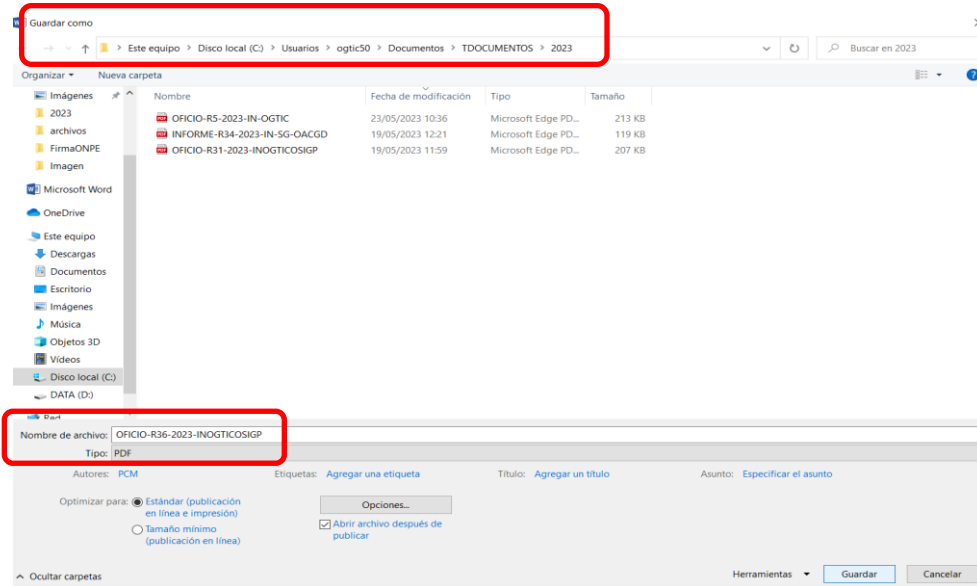 Guardar como
Este equipo > Disco local (C:) > Usuarios > ogtic50 > Documentos > TDOCUMENTOS > 2023
Buscar en 2023
Organizar Nueva carpeta
Imágenes
2023
archivos
FirmaONPE
Imagen
Microsoft Word
OneDrive
Este equipo
Descargas
Documentos
Escritorio
Imágenes
Música
Objetos 3D
Vídeos
Disco local (C:)
DATA (D:)
Red
Nombre Fecha de modificación Tipo Tamaño
OFICIO-R5-2023-IN-OGTIC 23/05/2023 10:36 Microsoft Edge PD... 213 KB
INFORME-R34-2023-IN-SG-OACGD 19/05/2023 12:21 Microsoft Edge PD... 119 KB
OFICIO-R31-2023-INOGTICOSIGP 19/05/2023 11:59 Microsoft Edge PD... 207 KB
Nombre de archivo: OFICIO-R36-2023-INOGTICOSIGP
Tipo: PDF
Autores: PCM Etiquetas: Agregar una etiqueta Título: Agregar un título Asunto: Especificar el asunto
Optimizar para: Estándar (publicación
en línea e impresión)
Tamaño mínimo
(publicación en línea)
Opciones...
Abrir archivo después de
publicar
Ocultar carpetas
Herramientas Guardar Cancelar